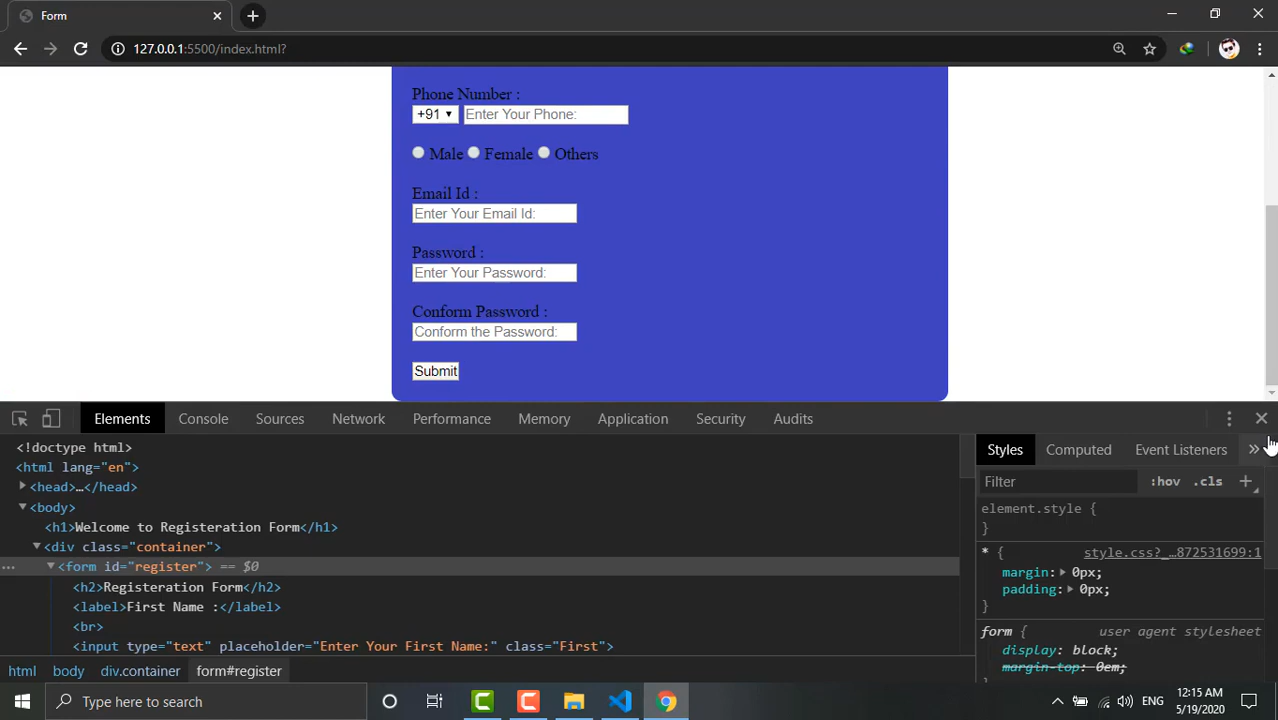 Form
127.0.0.1:5500/index.html?
Phone Number :
+91 Enter Your Phone:
Male Female Others
Email Id :
Enter Your Email Id:
Password :
Enter Your Password:
Conform Password :
Conform the Password:
Submit
Elements Console Sources Network Performance Memory Application Security Audits
<!doctype html>
<html lang="en">
<head>…</head>
<body>
<h1>Welcome to Registeration Form</h1>
<div class="container">
<form id="register"> == $0
<h2>Registeration Form</h2>
<label>First Name :</label>
<br>
<input type="text" placeholder="Enter Your First Name:" class="First">
html body div.container form#register
Styles Computed Event Listeners »
Filter :hov .cls +
element.style {
}
* { style.css?_…872531699:1
margin: 0px;
padding: 0px;
}
form { user agent stylesheet
display: block;
margin-top: 0em;
Type here to search
ENG
12:15 AM
5/19/2020